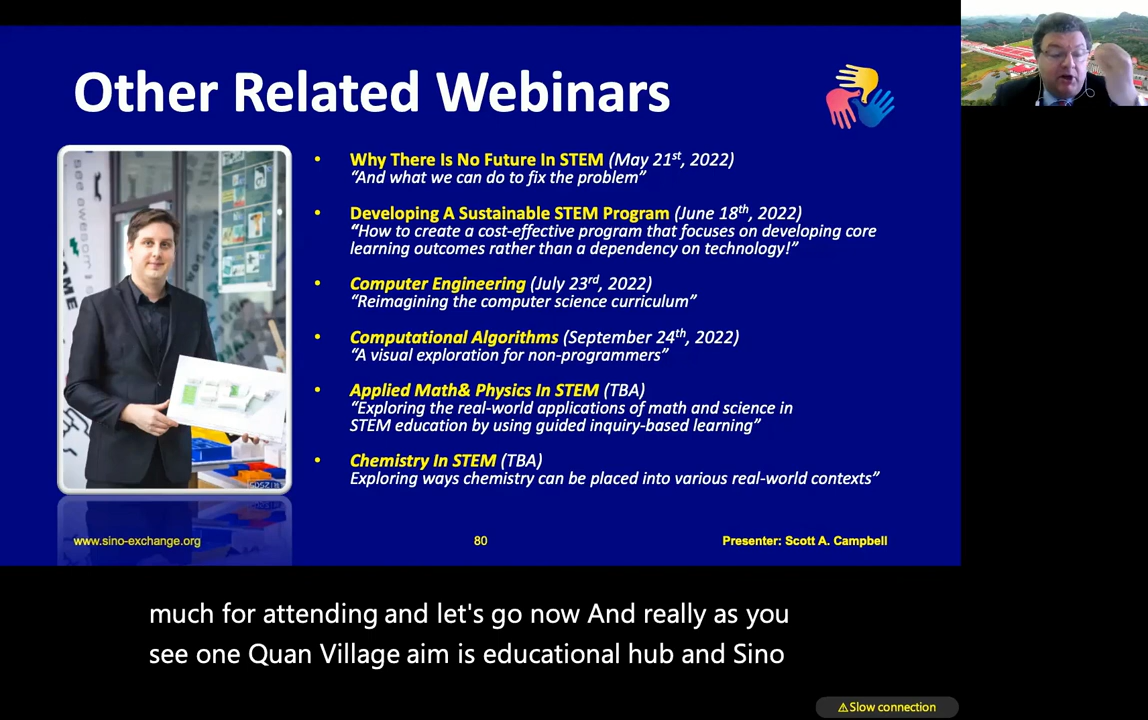 Other Related Webinars
• Why There Is No Future In STEM (May 21st, 2022)
“And what we can do to fix the problem”
• Developing A Sustainable STEM Program (June 18th, 2022)
“How to create a cost-effective program that focuses on developing core
learning outcomes rather than a dependency on technology!”
• Computer Engineering (July 23rd, 2022)
“Reimagining the computer science curriculum”
• Computational Algorithms (September 24th, 2022)
“A visual exploration for non-programmers”
• Applied Math& Physics In STEM (TBA)
“Exploring the real-world applications of math and science in
STEM education by using guided inquiry-based learning”
• Chemistry In STEM (TBA)
Exploring ways chemistry can be placed into various real-world contexts”
www.sino-exchange.org
80
Presenter: Scott A. Campbell
much for attending and let's go now And really as you
see one Quan Village aim is educational hub and Sino
⚠Slow connection